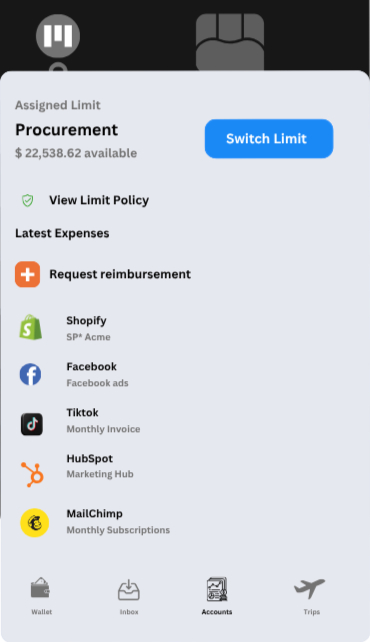 Assigned Limit
Procurement
$ 22,538.62 available
Switch Limit
View Limit Policy
Latest Expenses
Request reimbursement
Shopify
SP* Acme
Facebook
Facebook ads
Tiktok
Monthly Invoice
HubSpot
Marketing Hub
MailChimp
Monthly Subscriptions
Wallet
Inbox
Accounts
Trips